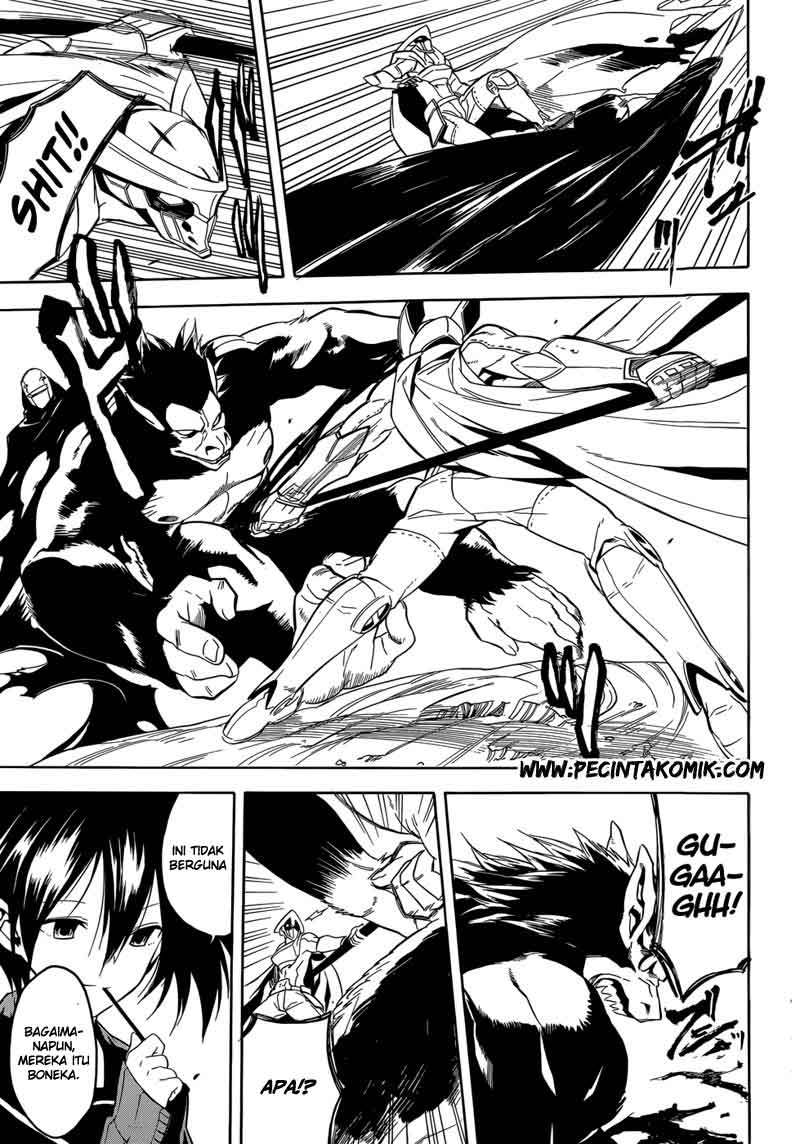 SHIT!!
WWW.PECINTAKOMIK.COM
GU-
GAA-
GHH!
APA!?
INI TIDAK
BERGUNA
BAGAIMA-
NAPUN,
MEREKA ITU
BONEKA.